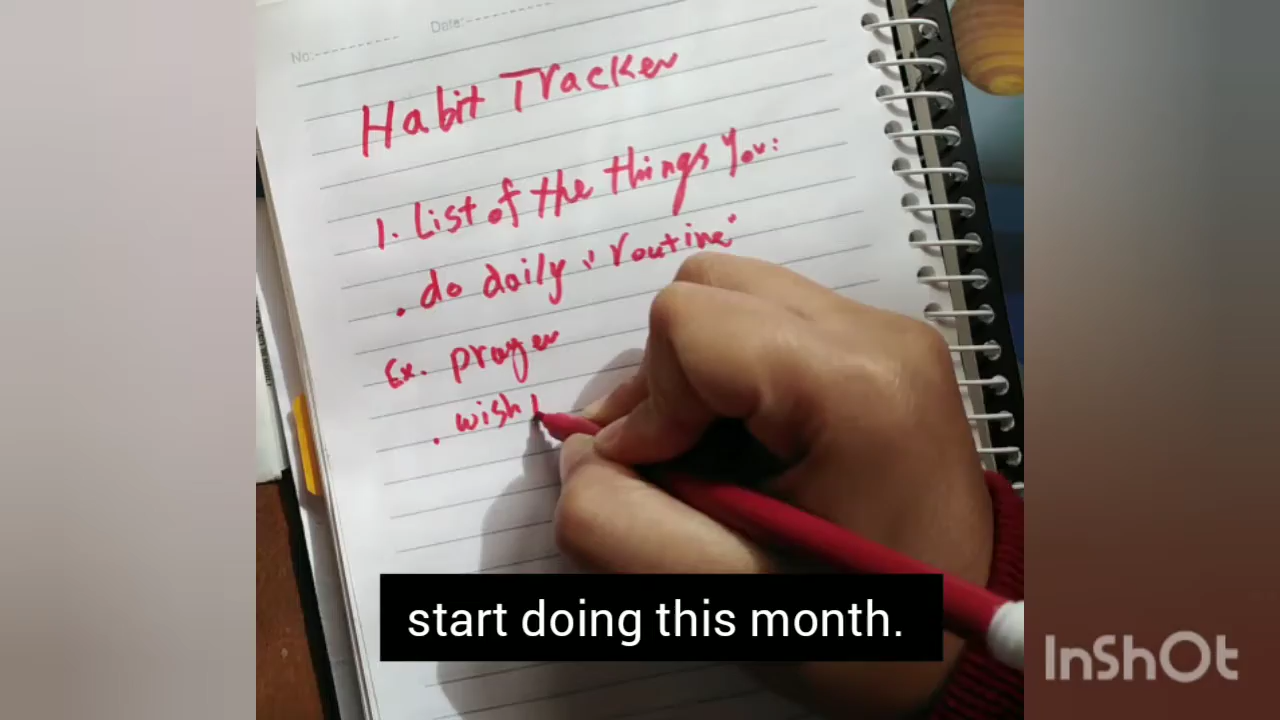 No:-----------
Date:------------
Habit Tracker
1. List of the things you:
. do daily "routine"
Ex. prayer
. wish
start doing this month.
InShOt